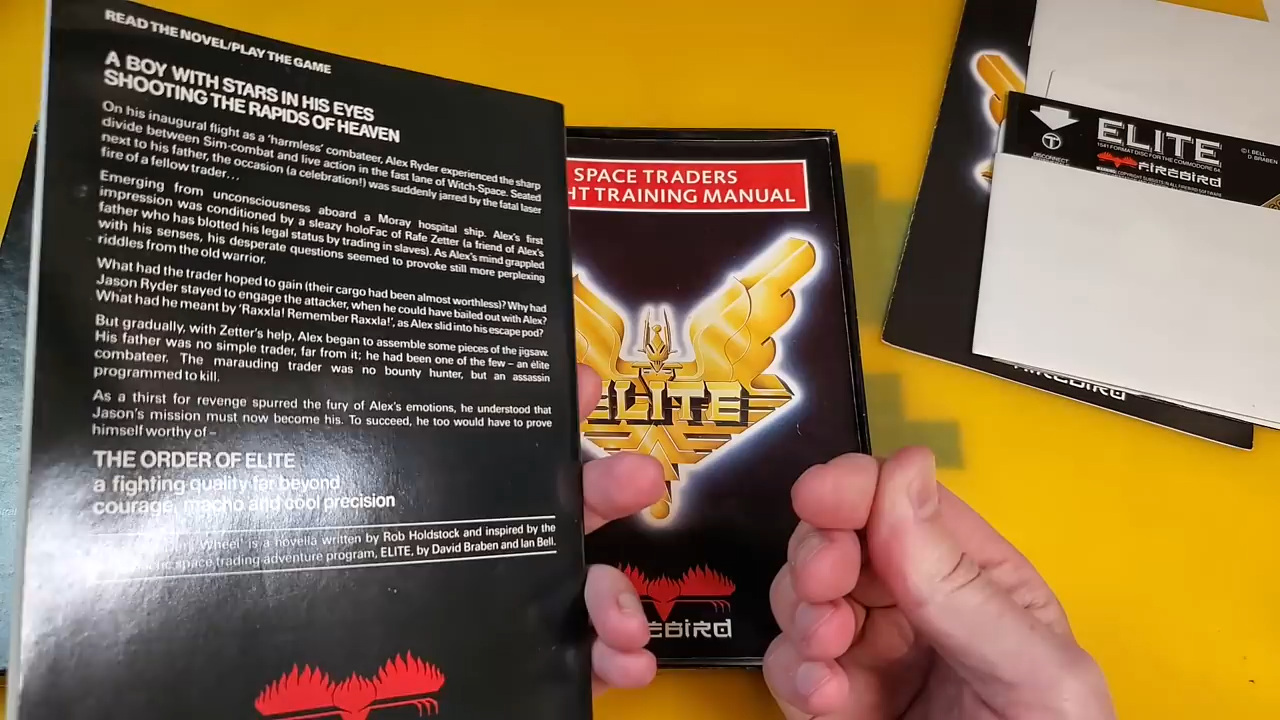 READ THE NOVEL/PLAY THE GAME
A BOY WITH STARS IN HIS EYES
SHOOTING THE RAPIDS OF HEAVEN
On his inaugural flight as a 'harmless' combateer, Alex Ryder experienced the sharp
divide between Sim-combat and live action in the fast lane of Witch-Space. Seated
next to his father, the occasion (a celebration!) was suddenly jarred by the fatal laser
fire of a fellow trader...
Emerging from unconsciousness aboard a Moray hospital ship. Alex's first
impression was conditioned by a sleazy holoFac of Rafe Zetter (a friend of Alex's
father who has blotted his legal status by trading in slaves). As Alex's mind grappled
with his senses, his desperate questions seemed to provoke still more perplexing
riddles from the old warrior.
What had the trader hoped to gain (their cargo had been almost worthless)? Why had
Jason Ryder stayed to engage the attacker, when he could have bailed out with Alex?
What had he meant by 'Raxxla! Remember Raxxla!', as Alex slid into his escape pod?
But gradually, with Zetter's help, Alex began to assemble some pieces of the jigsaw.
His father was no simple trader, far from it; he had been one of the few – an élite
combateer. The marauding trader was no bounty hunter, but an assassin
programmed to kill.
As a thirst for revenge spurred the fury of Alex's emotions, he understood that
Jason's mission must now become his. To succeed, he too would have to prove
himself worthy of –
THE ORDER OF ELITE
a fighting quality far beyond
courage, macho and cool precision
Wheel' is a novella written by Rob Holdstock and inspired by the
space trading adventure program, ELITE, by David Braben and Ian Bell.
SPACE TRADERS
HT TRAINING MANUAL
ELITE
EBIRD
ELITE
1541 FORMAT DISC FOR THE COMMODORE 64
FIREBIRD
© I. BELL
D. BRABEN
DISCONNECT
FIREBIRD